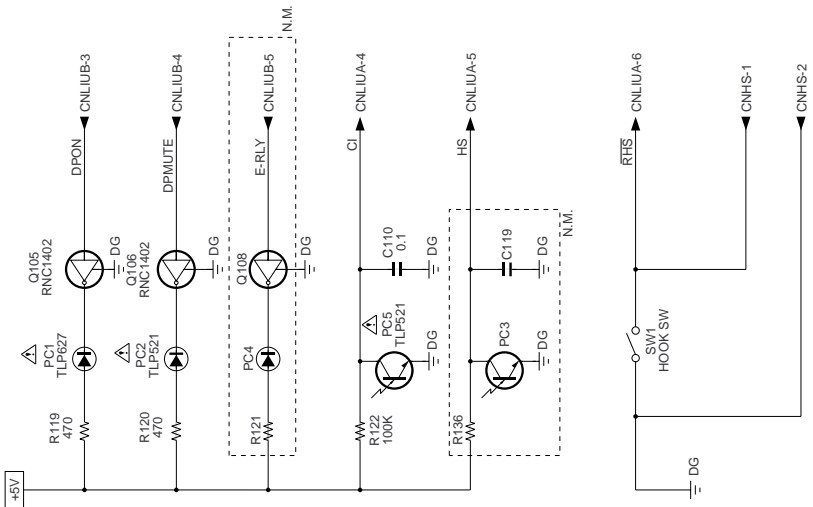 +5V
R119
470
PC1
TLP627
Q105
RNC1402
DG
DPON
CNLIUB-3
R120
470
PC2
TLP521
Q106
RNC1402
DG
DPMUTE
CNLIUB-4
R121
PC4
Q108
DG
E-RLY
CNLIUB-5
N.M.
R122
100K
PC5
TLP521
DG
C110
0.1
DG
CI
CNLIUA-4
R136
PC3
DG
C119
DG
HS
CNLIUA-5
N.M.
DG
SW1
HOOK SW
RHS
CNLIUA-6
CNHS-1
CNHS-2